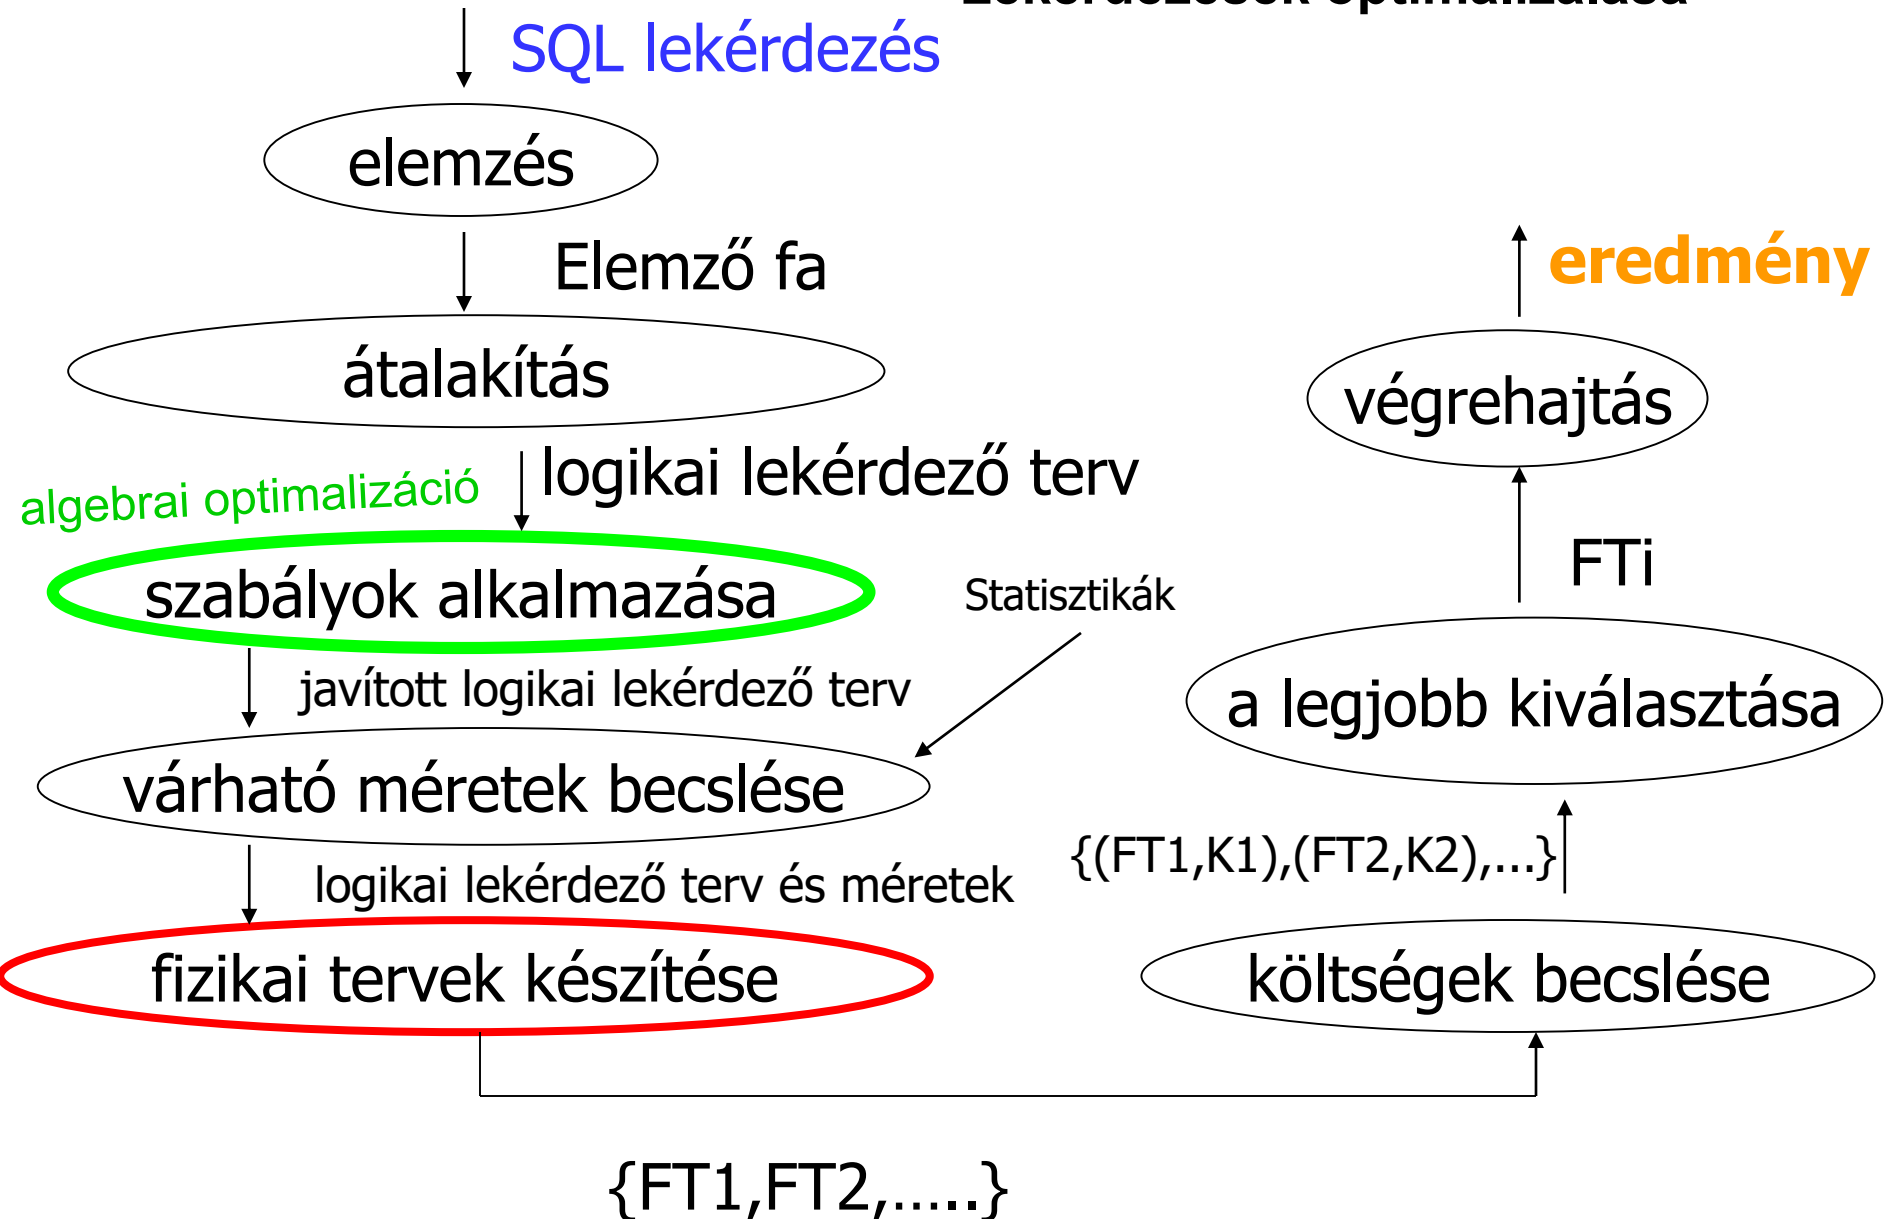 Lekérdezések optimalizálása
SQL lekérdezés
elemzés
Elemző fa
átalakítás
logikai lekérdező terv
algebrai optimalizáció
szabályok alkalmazása
Statisztikák
javított logikai lekérdező terv
várható méretek becslése
logikai lekérdező terv és méretek
fizikai tervek készítése
{FT1,FT2,…..}
költségek becslése
{(FT1,K1),(FT2,K2),...}
a legjobb kiválasztása
FTi
végrehajtás
eredmény